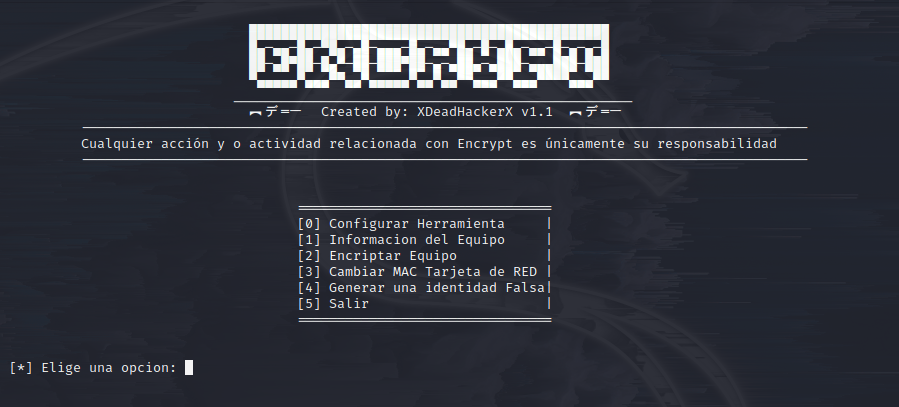 ENCRYPT
︻デ═一 Created by: XDeadHackerX v1.1 ︻デ═一
Cualquier acción y o actividad relacionada con Encrypt es únicamente su responsabilidad
[0] Configurar Herramienta |
[1] Informacion del Equipo |
[2] Encriptar Equipo |
[3] Cambiar MAC Tarjeta de RED |
[4] Generar una identidad Falsa|
[5] Salir |
[*] Elige una opcion: